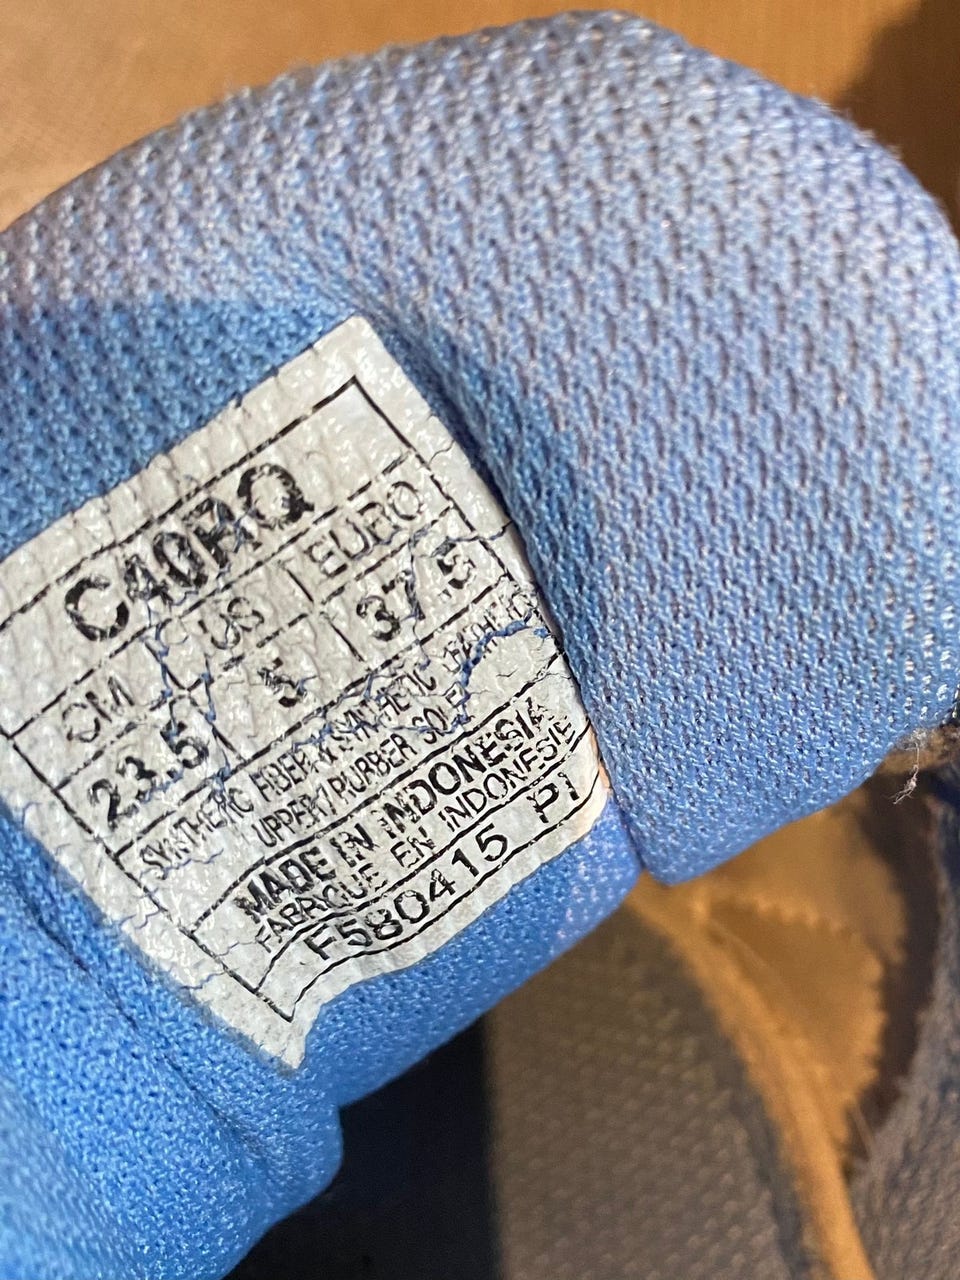 C40RQ
CM US EURO
23.5 5 37.5
SYNTHETIC FIBER & SYNTHETIC LEATHER
UPPER / RUBBER SOLE
MADE IN INDONESIA
FABRIQUE EN INDONESIE
F580415 PI